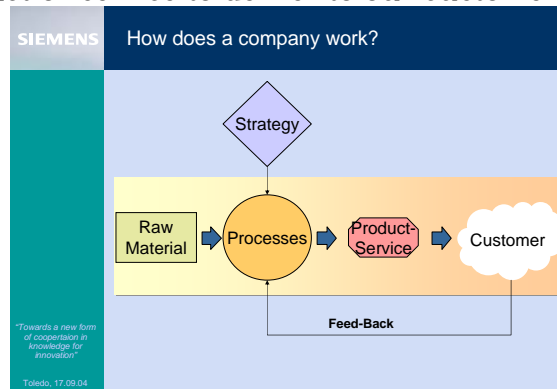 SIEMENS
How does a company work?
Strategy
Raw
Material
Processes
Product-
Service
Customer
Feed-Back
"Towards a new form
of coopertaion in
knowledge for
innovation"
Toledo, 17.09.04